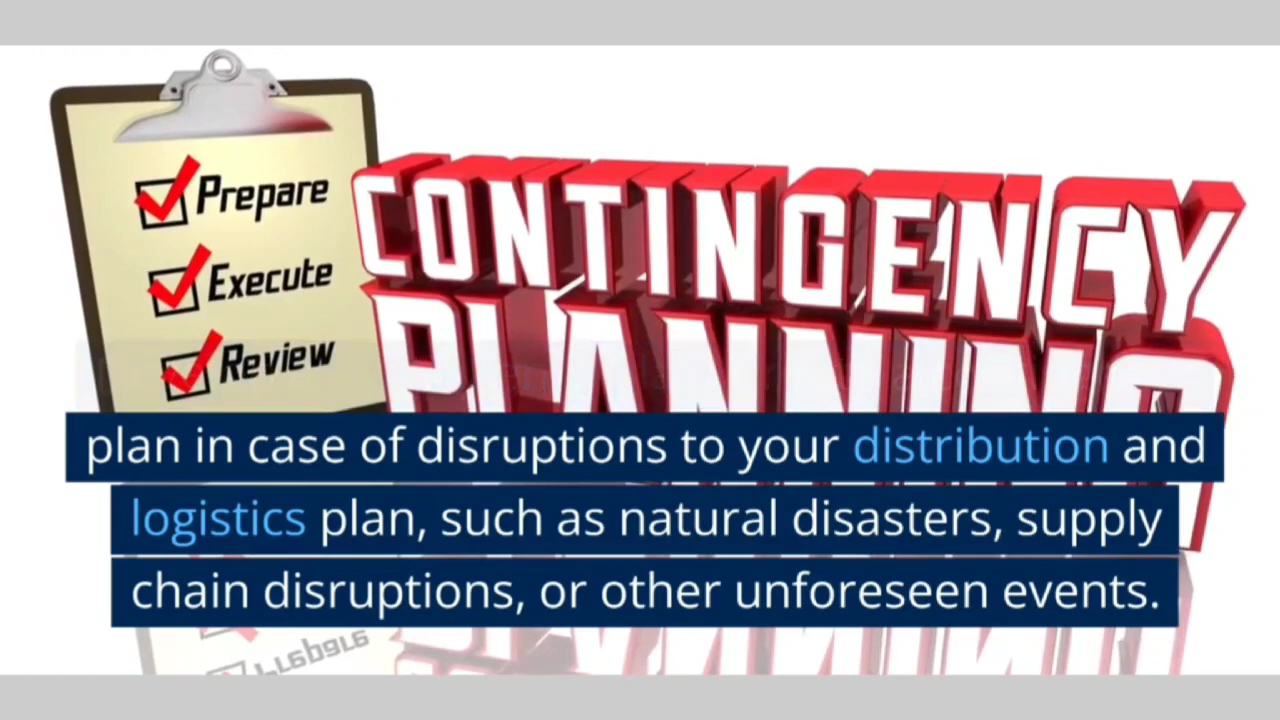 Prepare
Execute
Review
CONTINGENCY
PLANNING
plan in case of disruptions to your distribution and
logistics plan, such as natural disasters, supply
chain disruptions, or other unforeseen events.